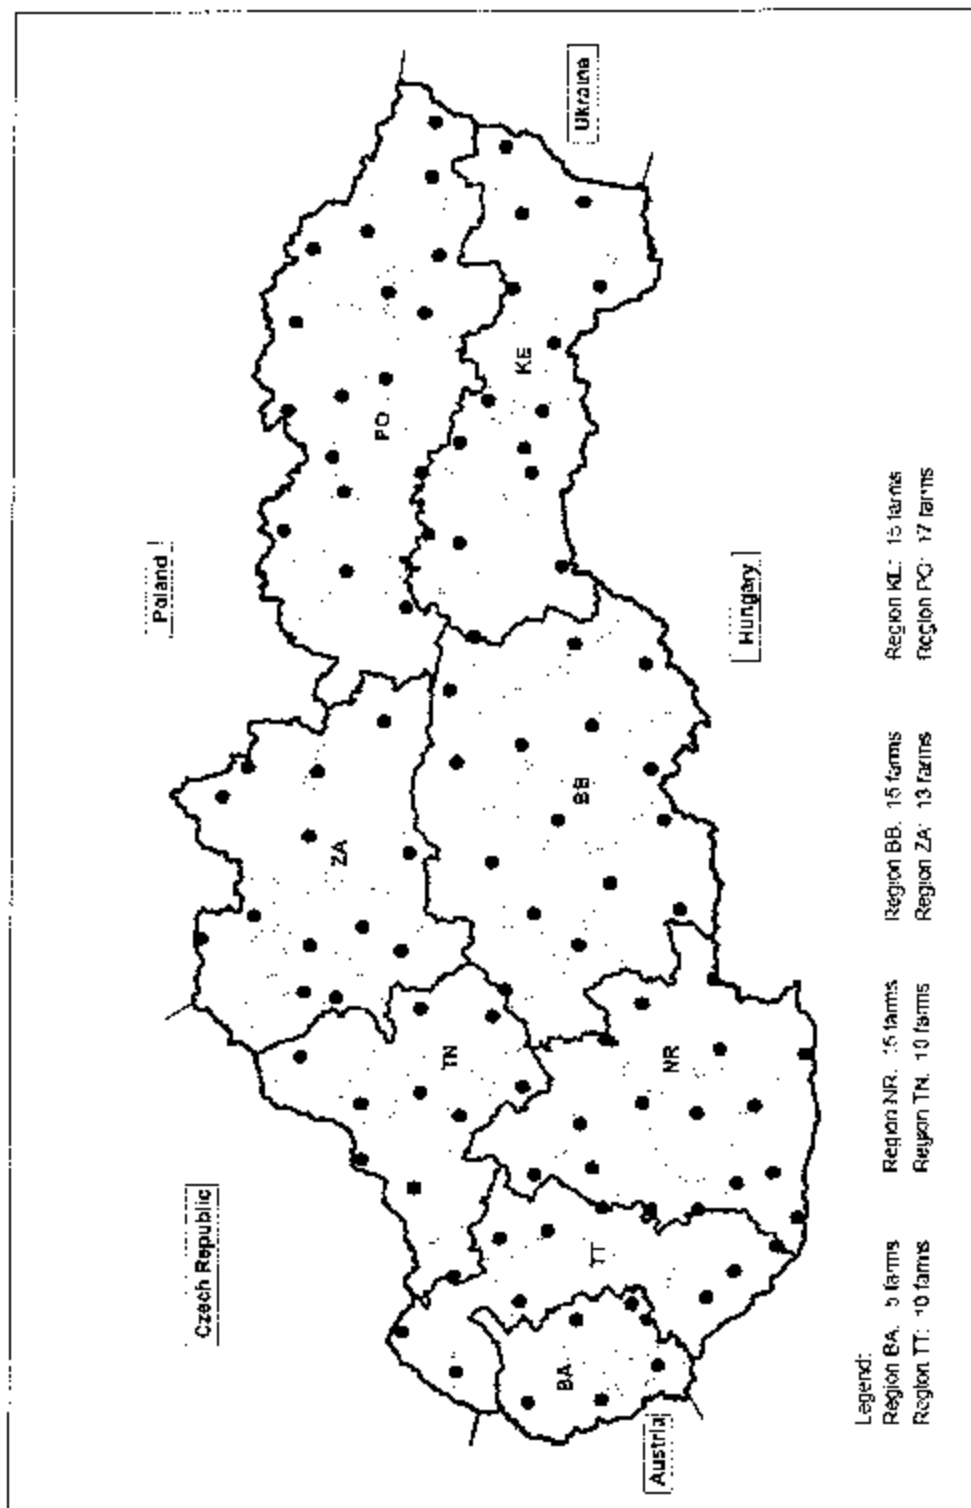 Poland
Czech Republic
Ukraine
PO
ZA
KE
TN
BB
NR
TT
BA
Austria
Hungary
Legend:
Region BA: 5 farms Region NR: 15 farms Region BB: 15 farms Region KE: 15 farms
Region TT: 10 farms Region TN: 10 farms Region ZA: 13 farms Region PO: 17 farms